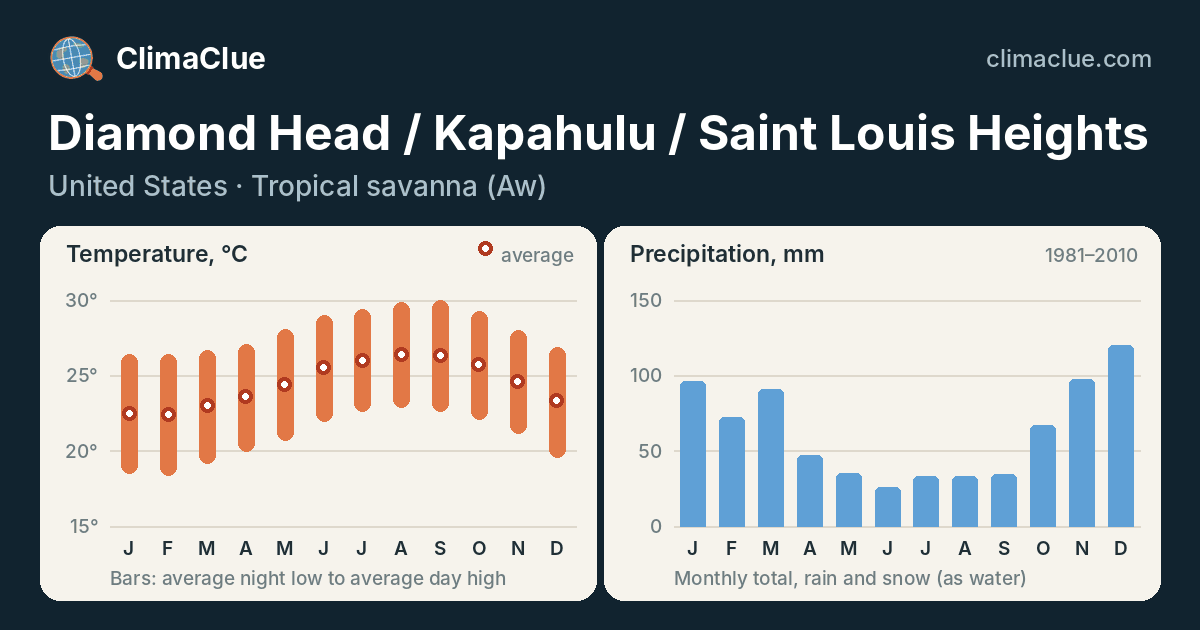 ClimaClue
climaclue.com
Diamond Head / Kapahulu / Saint Louis Heights
United States · Tropical savanna (Aw)
Temperature, °C
average
30°
25°
20°
15°
J F M A M J J A S O N D
Bars: average night low to average day high
Precipitation, mm
1981–2010
150
100
50
0
J F M A M J J A S O N D
Monthly total, rain and snow (as water)